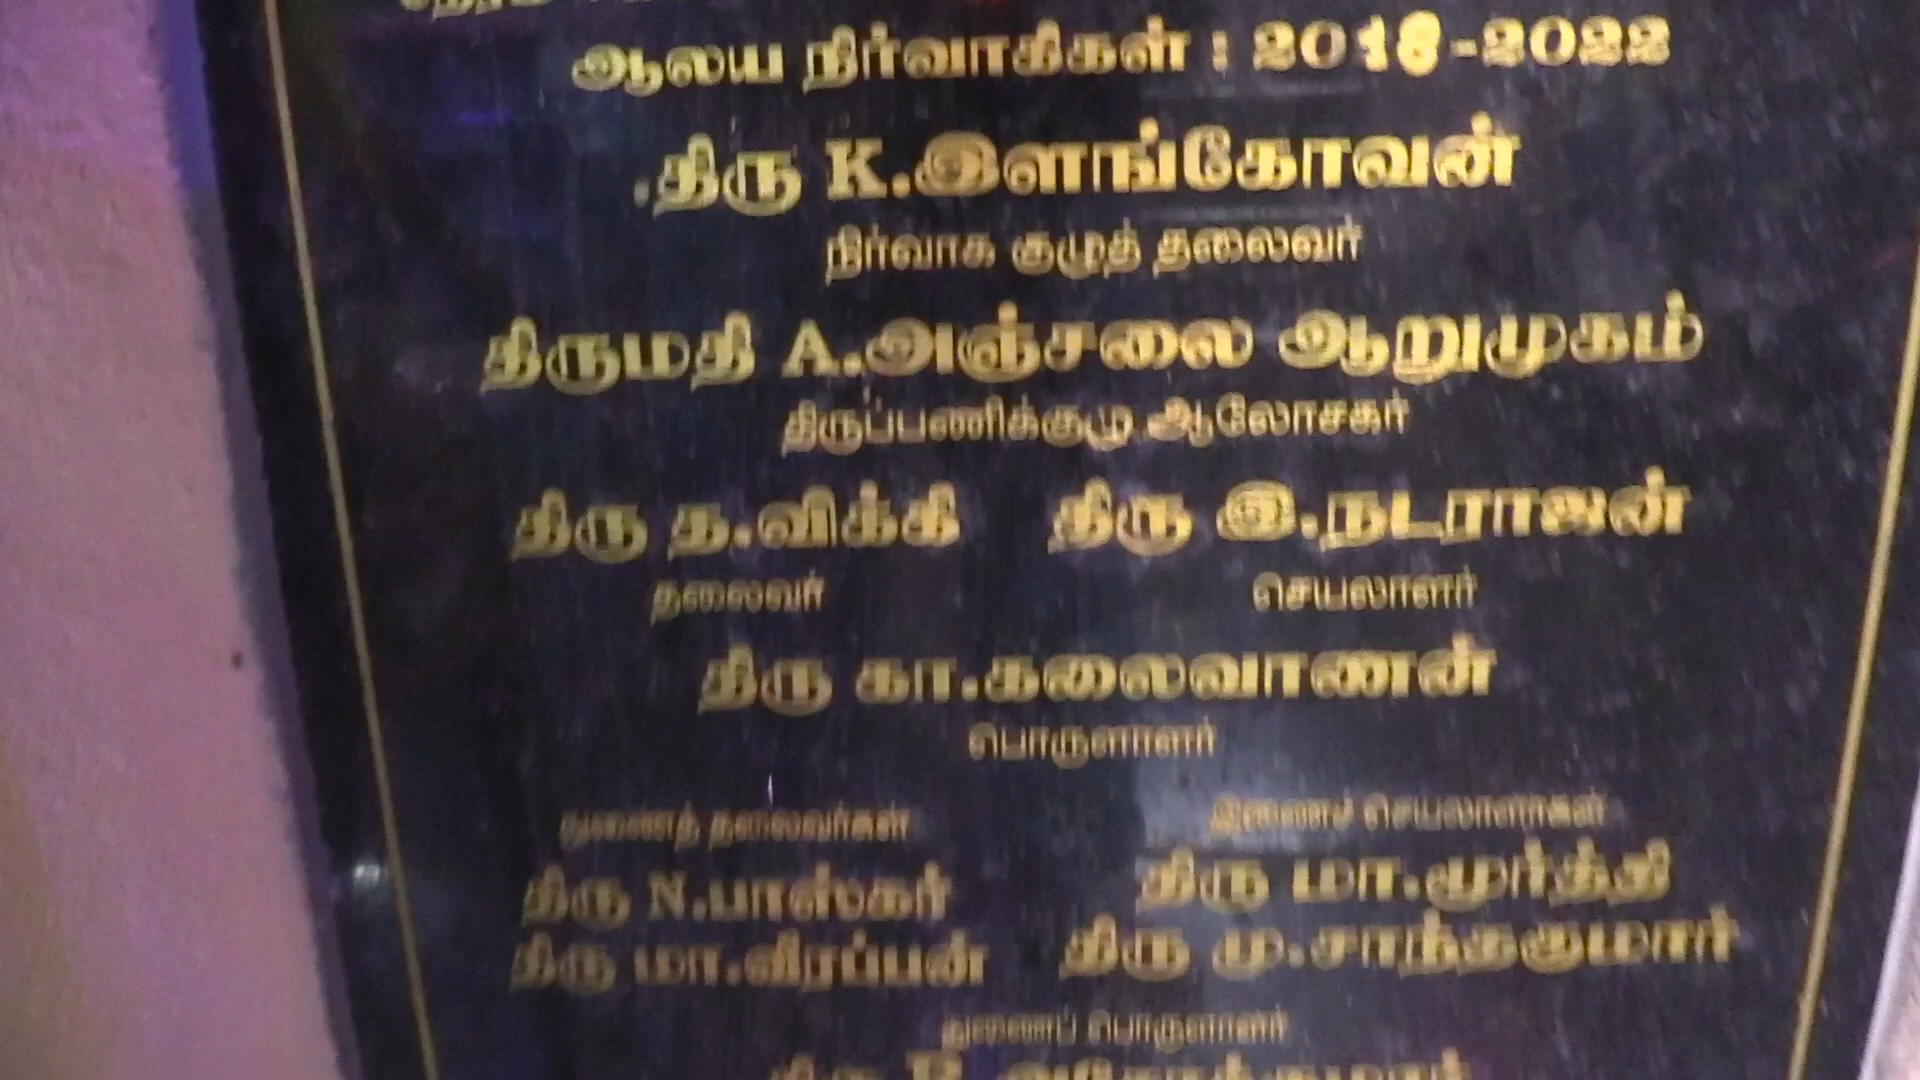 ஆலய நிர்வாகிகள் : 2018-2022
திரு K.இளங்கோவன்
நிர்வாக குழுத் தலைவர்
திருமதி A.அஞ்சலை ஆறுமுகம்
திருப்பணிக்குழு ஆலோசகர்
திரு த.விக்கி திரு இ.நடராஜன்
தலைவர் செயலாளர்
திரு கா.கலைவாணன்
பொருளாளர்
துணைத் தலைவர்கள் இணைச் செயலாளர்கள்
திரு N.பாஸ்கர் திரு மா.மூர்த்தி
திரு மா.வீரப்பன் திரு மு.சாந்தகுமார்
துணைப் பொருளாளர்
திரு